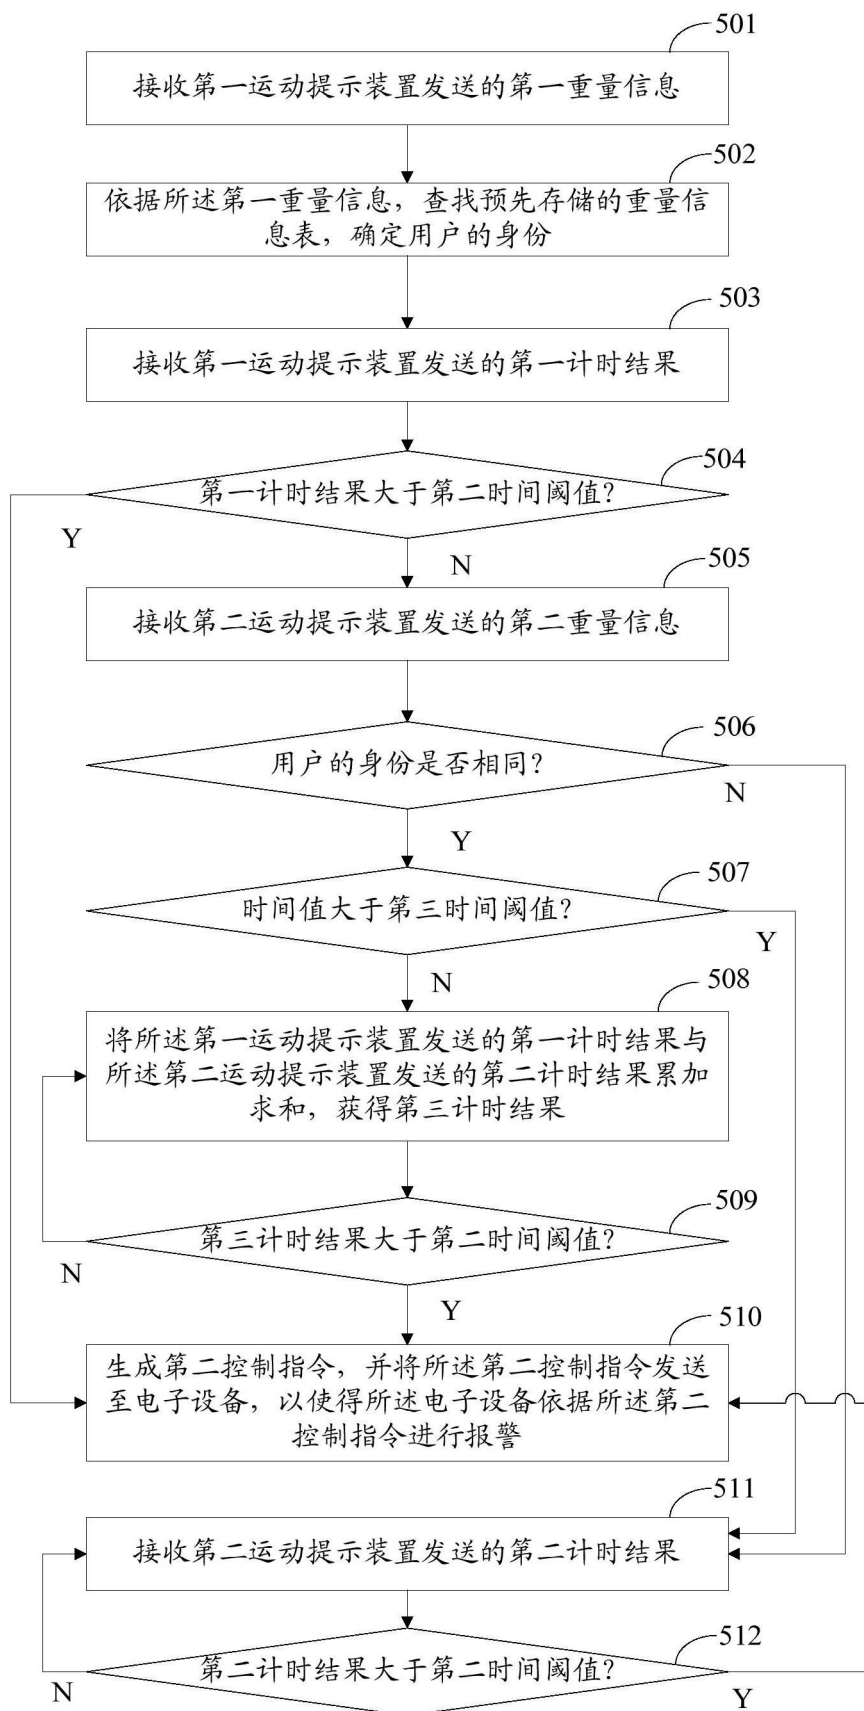 501
接收第一运动提示装置发送的第一重量信息
502
依据所述第一重量信息，查找预先存储的重量信
息表，确定用户的身份
503
接收第一运动提示装置发送的第一计时结果
504
第一计时结果大于第二时间阈值？
Y
N
505
接收第二运动提示装置发送的第二重量信息
506
用户的身份是否相同？
N
Y
507
时间值大于第三时间阈值？
Y
N
508
将所述第一运动提示装置发送的第一计时结果与
所述第二运动提示装置发送的第二计时结果累加
求和，获得第三计时结果
509
第三计时结果大于第二时间阈值？
N
Y
510
生成第二控制指令，并将所述第二控制指令发送
至电子设备，以使得所述电子设备依据所述第二
控制指令进行报警
511
接收第二运动提示装置发送的第二计时结果
512
第二计时结果大于第二时间阈值？
N
Y